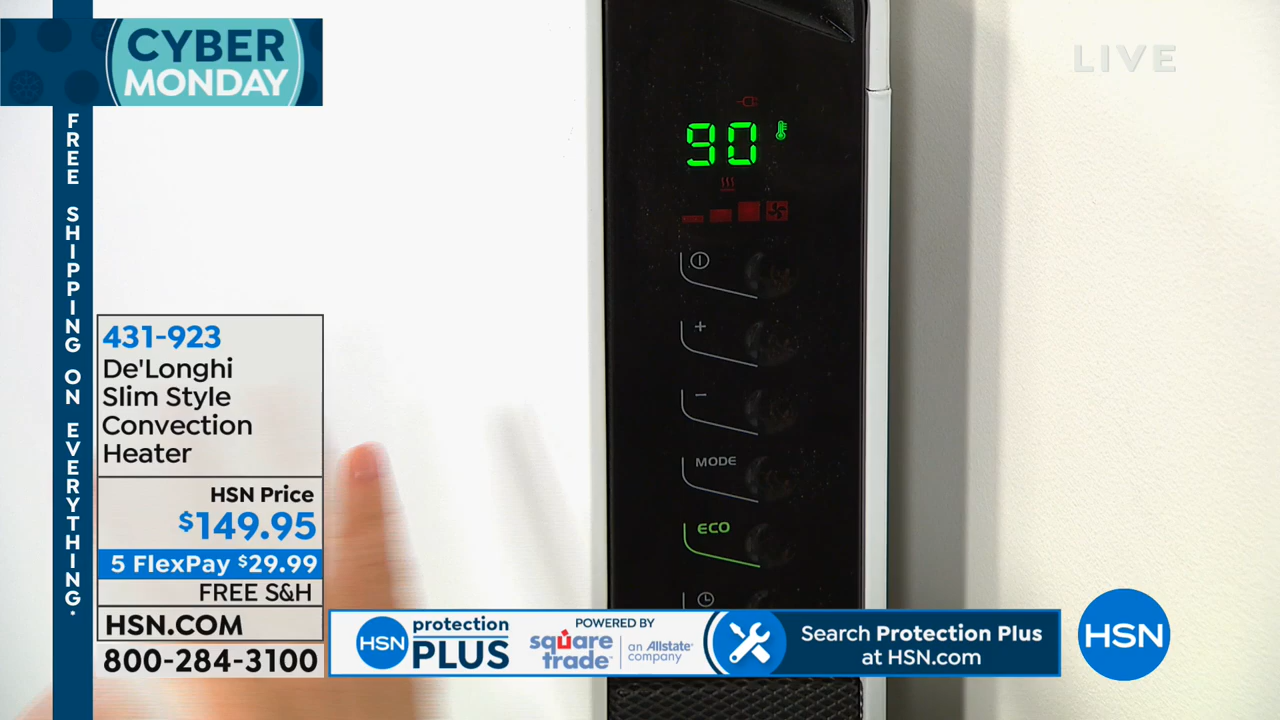 CYBER
MONDAY
FREE SHIPPING ON EVERYTHING.
LIVE
90
+
-
MODE
ECO
431-923
De'Longhi
Slim Style
Convection
Heater
HSN Price
$149.95
5 FlexPay $29.99
FREE S&H
HSN.COM
800-284-3100
HSN protection PLUS
POWERED BY
square trade
an Allstate company
Search Protection Plus
at HSN.com
HSN